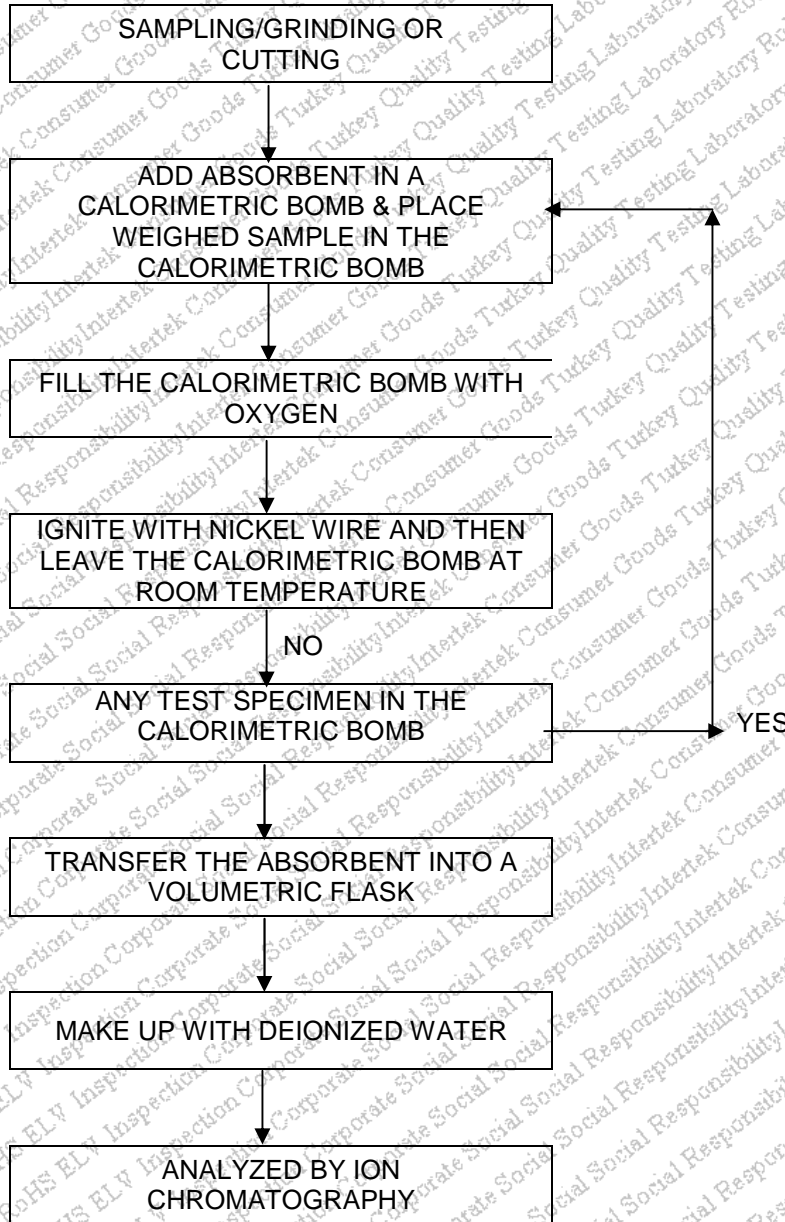 SAMPLING/GRINDING OR
CUTTING
ADD ABSORBENT IN A
CALORIMETRIC BOMB & PLACE
WEIGHED SAMPLE IN THE
CALORIMETRIC BOMB
FILL THE CALORIMETRIC BOMB WITH
OXYGEN
IGNITE WITH NICKEL WIRE AND THEN
LEAVE THE CALORIMETRIC BOMB AT
ROOM TEMPERATURE
NO
ANY TEST SPECIMEN IN THE
CALORIMETRIC BOMB
YES
TRANSFER THE ABSORBENT INTO A
VOLUMETRIC FLASK
MAKE UP WITH DEIONIZED WATER
ANALYZED BY ION
CHROMATOGRAPHY